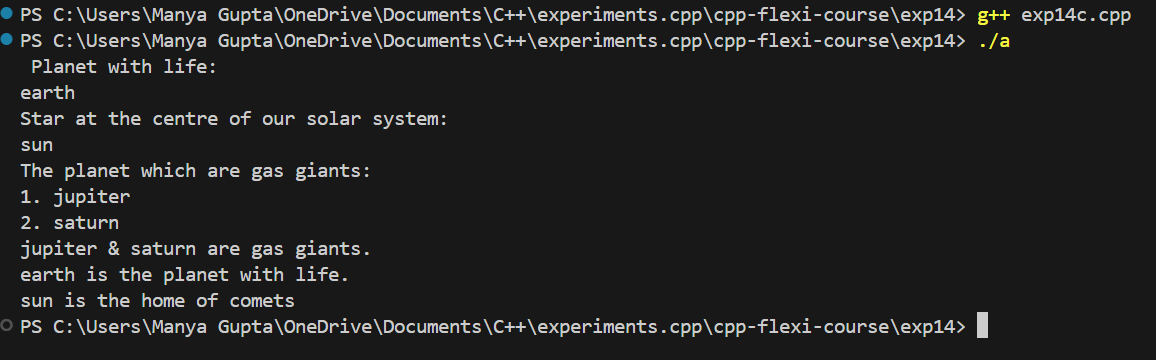 PS C:\Users\Manya Gupta\OneDrive\Documents\C++\experiments.cpp\cpp-flexi-course\exp14> g++ exp14c.cpp
PS C:\Users\Manya Gupta\OneDrive\Documents\C++\experiments.cpp\cpp-flexi-course\exp14> ./a
 Planet with life:
earth
Star at the centre of our solar system:
sun
The planet which are gas giants:
1. jupiter
2. saturn
jupiter & saturn are gas giants.
earth is the planet with life.
sun is the home of comets
PS C:\Users\Manya Gupta\OneDrive\Documents\C++\experiments.cpp\cpp-flexi-course\exp14>